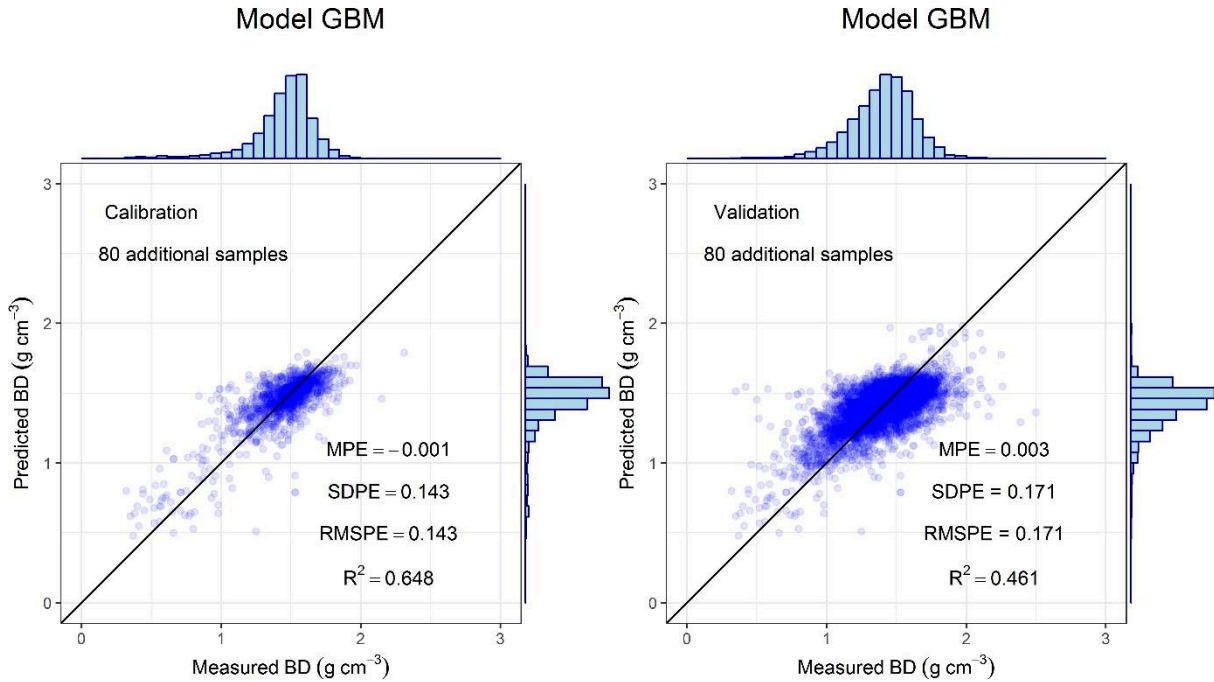 Model GBM
3
Calibration
80 additional samples
2
1
0
Predicted BD (g cm⁻³)
MPE = −0.001
SDPE = 0.143
RMSPE = 0.143
R² = 0.648
0 1 2 3
Measured BD (g cm⁻³)
Model GBM
3
Validation
80 additional samples
2
1
0
Predicted BD (g cm⁻³)
MPE = 0.003
SDPE = 0.171
RMSPE = 0.171
R² = 0.461
0 1 2 3
Measured BD (g cm⁻³)